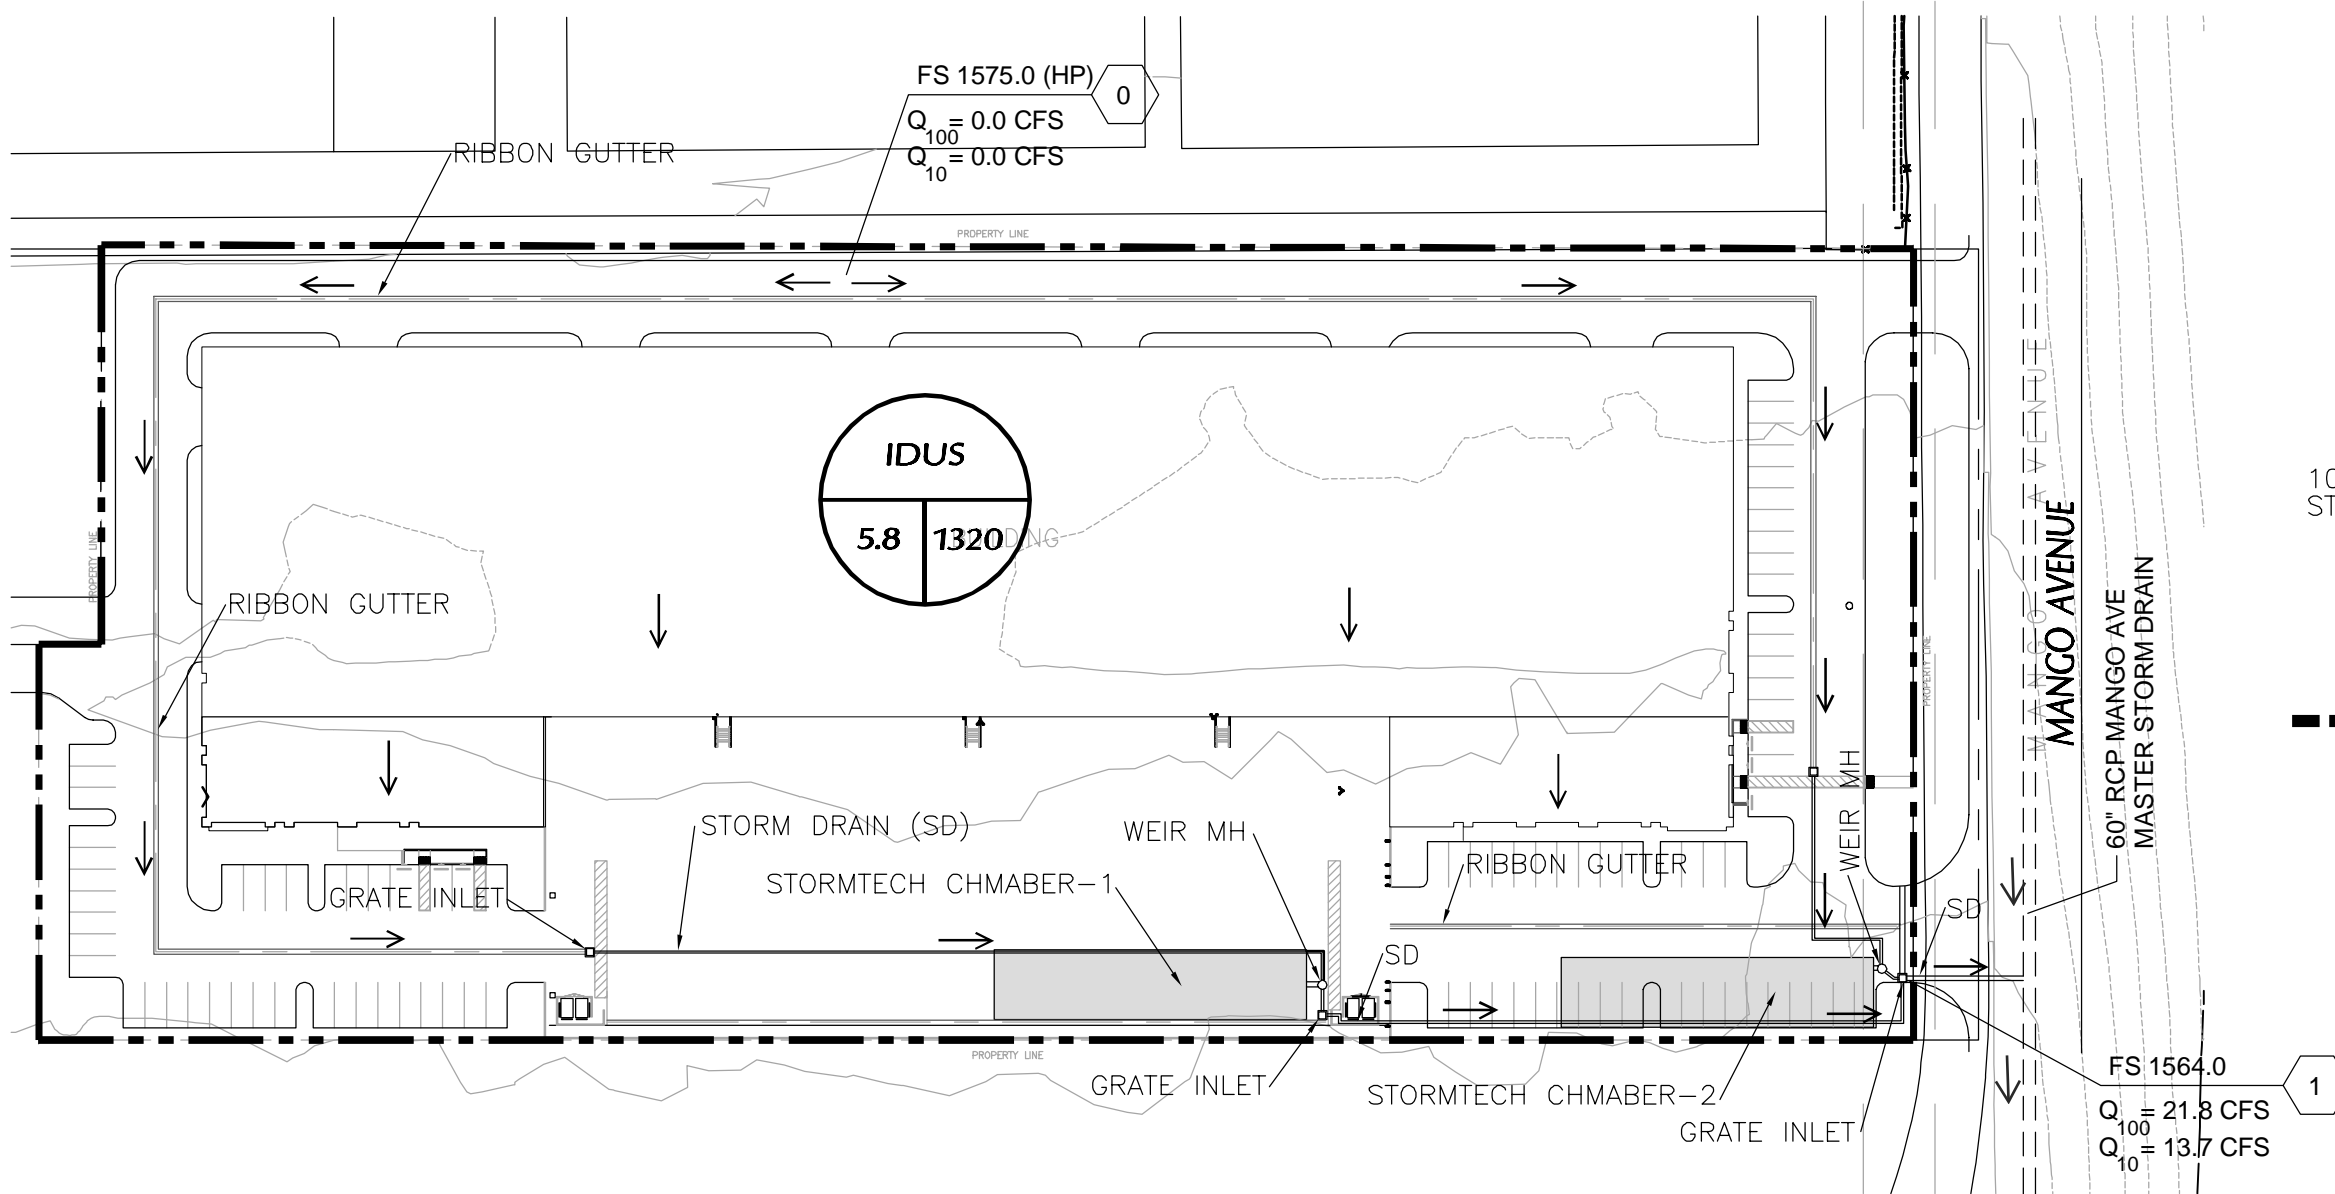 FS 1575.0 (HP)
0
Q100= 0.0 CFS
Q10= 0.0 CFS
RIBBON GUTTER
PROPERTY LINE
IDUS
5.8
1320
BUILDING
PROPERTY LINE
RIBBON GUTTER
MANGO AVENUE
MANGO AVENUE
60" RCP MANGO AVE
MASTER STORM DRAIN
10
ST
PROPERTY LINE
STORM DRAIN (SD)
WEIR MH
WEIR MH
STORMTECH CHMABER-1
RIBBON GUTTER
GRATE INLET
SD
SD
PROPERTY LINE
GRATE INLET
STORMTECH CHMABER-2
GRATE INLET
FS 1564.0
1
Q100= 21.8 CFS
Q10= 13.7 CFS